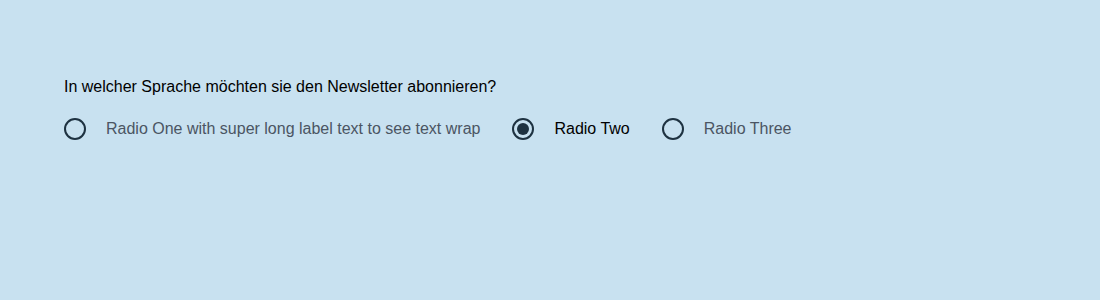 In welcher Sprache möchten sie den Newsletter abonnieren?
Radio One with super long label text to see text wrap Radio Two Radio Three